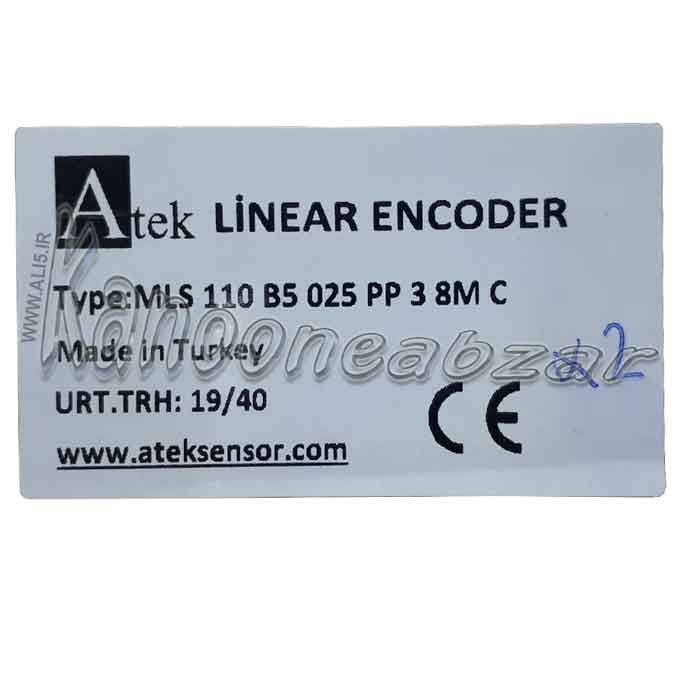 Atek LİNEAR ENCODER
Type:MLS 110 B5 025 PP 3 8M C
Made in Turkey
URT.TRH: 19/40
www.ateksensor.com
CE
2
Kanooneabzar
WWW.ALI5.IR